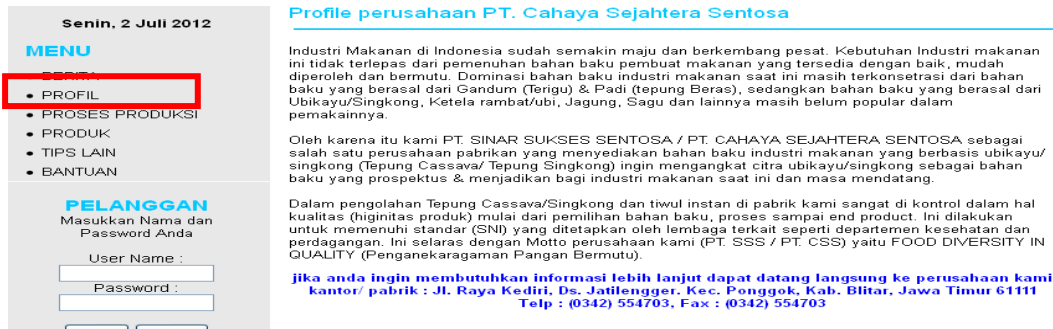 Senin, 2 Juli 2012
MENU
BERITA
PROFIL
PROSES PRODUKSI
PRODUK
TIPS LAIN
BANTUAN
PELANGGAN
Masukkan Nama dan
Password Anda
User Name :
Password :
Profile perusahaan PT. Cahaya Sejahtera Sentosa
Industri Makanan di Indonesia sudah semakin maju dan berkembang pesat. Kebutuhan Industri makanan
ini tidak terlepas dari pemenuhan bahan baku pembuat makanan yang tersedia dengan baik, mudah
diperoleh dan bermutu. Dominasi bahan baku industri makanan saat ini masih terkonsetrasi dari bahan
baku yang berasal dari Gandum (Terigu) & Padi (tepung Beras), sedangkan bahan baku yang berasal dari
Ubikayu/Singkong, Ketela rambat/ubi, Jagung, Sagu dan lainnya masih belum popular dalam
pemakainnya.
Oleh karena itu kami PT. SINAR SUKSES SENTOSA / PT. CAHAYA SEJAHTERA SENTOSA sebagai
salah satu perusahaan pabrikan yang menyediakan bahan baku industri makanan yang berbasis ubikayu/
singkong (Tepung Cassava/ Tepung Singkong) ingin mengangkat citra ubikayu/singkong sebagai bahan
baku yang prospektus & menjadikan bagi industri makanan saat ini dan masa mendatang.
Dalam pengolahan Tepung Cassava/Singkong dan tiwul instan di pabrik kami sangat di kontrol dalam hal
kualitas (higinitas produk) mulai dari pemilihan bahan baku, proses sampai end product. Ini dilakukan
untuk memenuhi standar (SNI) yang ditetapkan oleh lembaga terkait seperti departemen kesehatan dan
perdagangan. Ini selaras dengan Motto perusahaan kami (PT. SSS / PT. CSS) yaitu FOOD DIVERSITY IN
QUALITY (Penganekaragaman Pangan Bermutu).
jika anda ingin membutuhkan informasi lebih lanjut dapat datang langsung ke perusahaan kami
kantor/ pabrik : Jl. Raya Kediri, Ds. Jatilengger. Kec. Ponggok, Kab. Blitar, Jawa Timur 61111
Telp : (0342) 554703, Fax : (0342) 554703